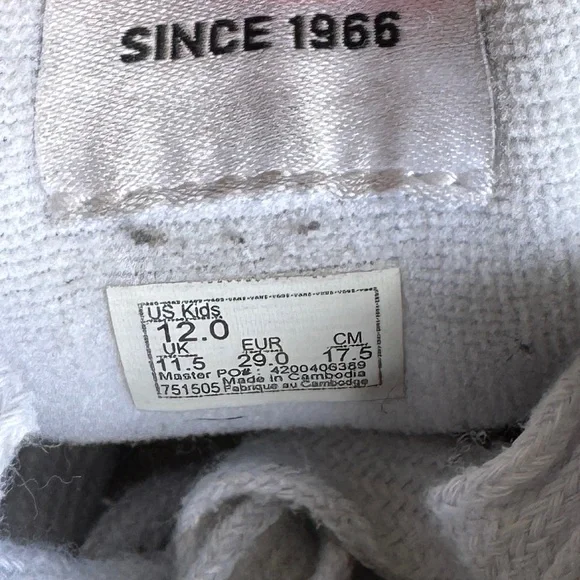 SINCE 1966
US Kids
12.0
UK EUR CM
11.5 29.0 17.5
Master PO#: 4200406389
Made in Cambodia
751505 Fabrique au Cambodge